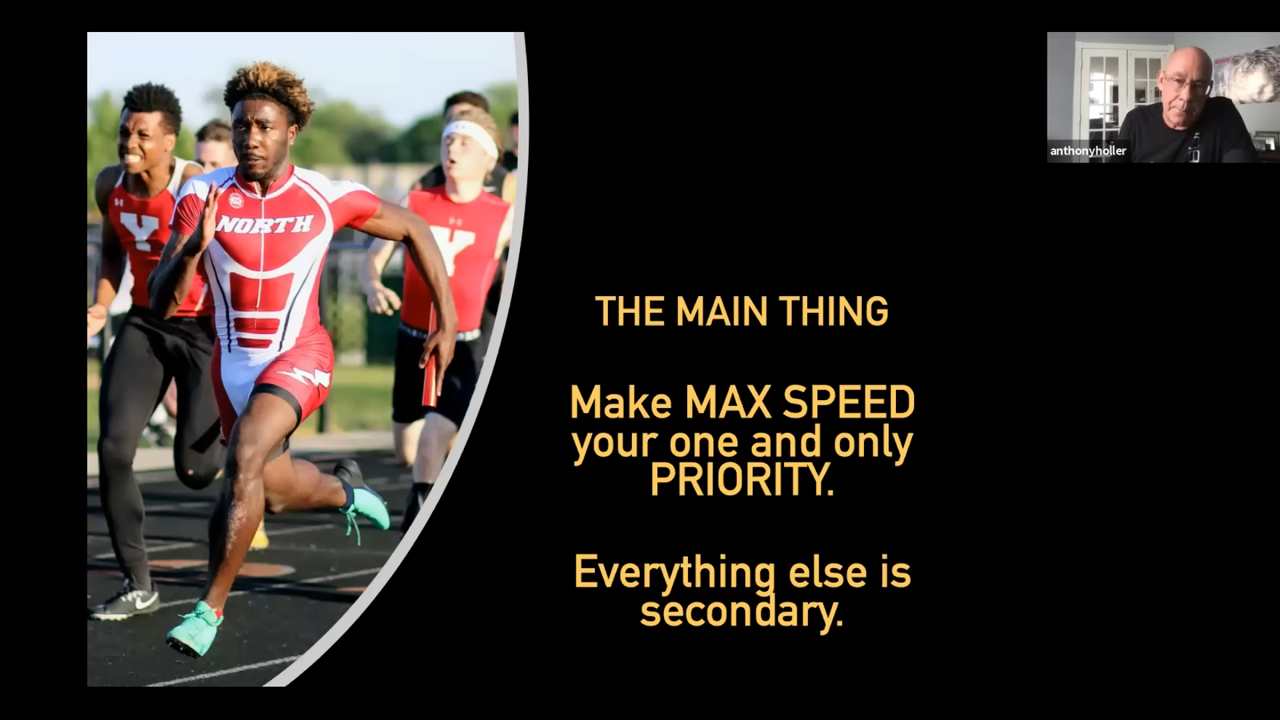 Y
NORTH
Y
THE MAIN THING
Make MAX SPEED
your one and only
PRIORITY.
Everything else is
secondary.
anthonyholler